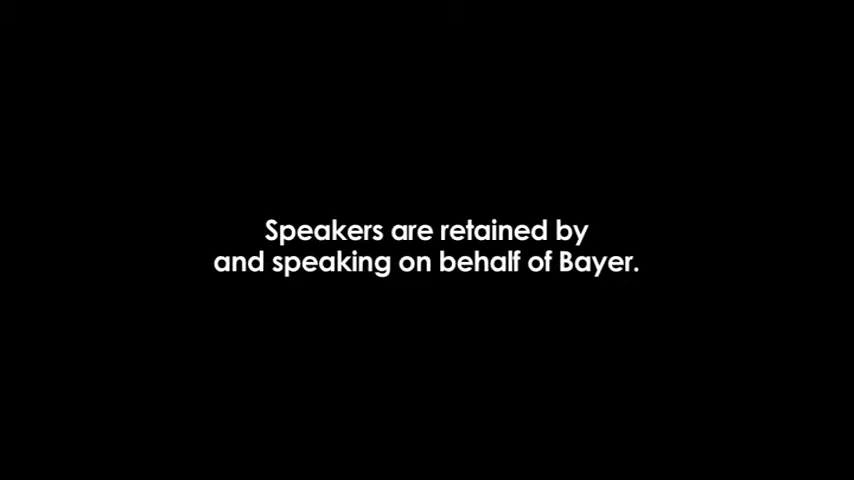 Speakers are retained by
and speaking on behalf of Bayer.